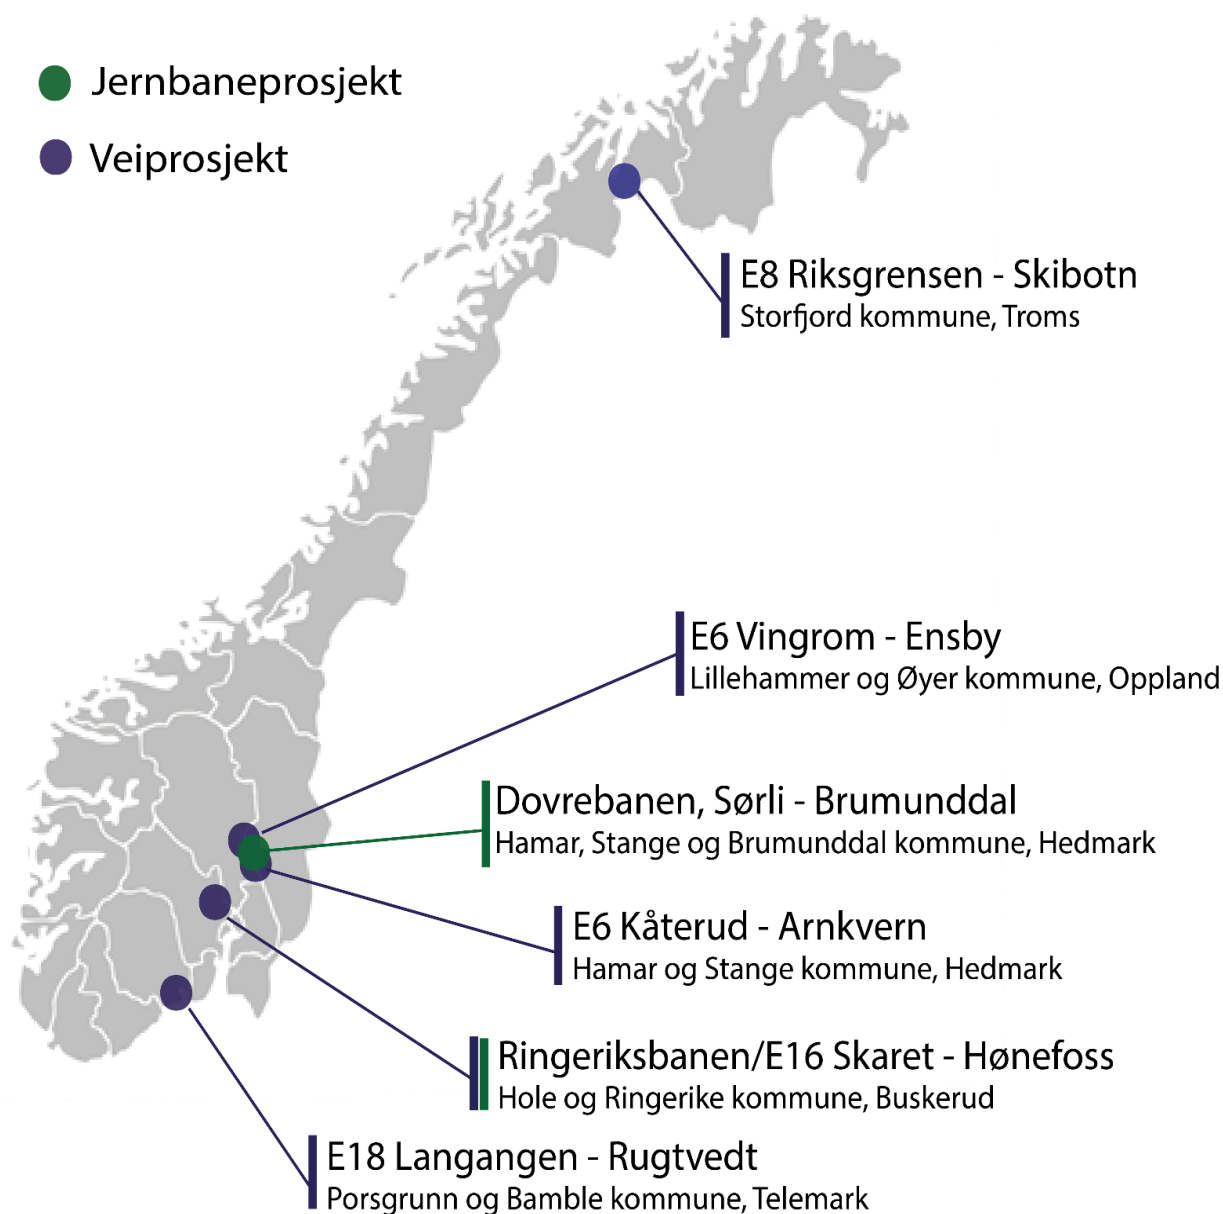 Jernbaneprosjekt
Veiprosjekt
E8 Riksgrensen - Skibotn
Storfjord kommune, Troms
E6 Vingrom - Ensby
Lillehammer og Øyer kommune, Oppland
Dovrebanen, Sørli - Brumunddal
Hamar, Stange og Brumunddal kommune, Hedmark
E6 Kåterud - Arnkvern
Hamar og Stange kommune, Hedmark
Ringeriksbanen/E16 Skaret - Hønefoss
Hole og Ringerike kommune, Buskerud
E18 Langangen - Rugtvedt
Porsgrunn og Bamble kommune, Telemark